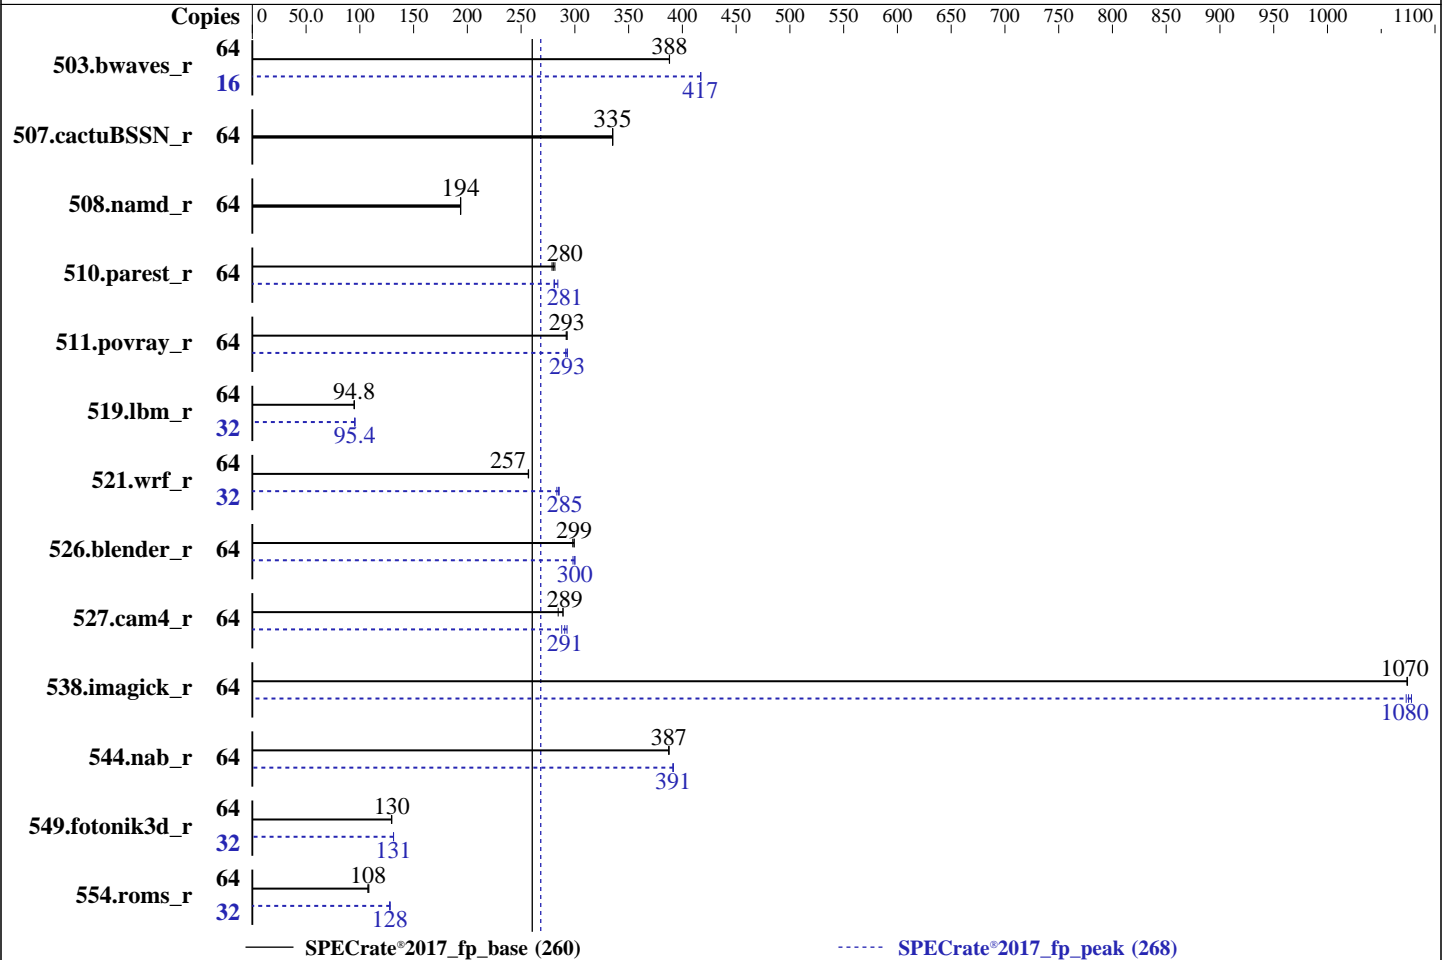 Copies 0 50.0 100 150 200 250 300 350 400 450 500 550 600 650 700 750 800 850 900 950 1000 1100
503.bwaves_r 64 388
16 417
507.cactuBSSN_r 64 335
508.namd_r 64 194
510.parest_r 64 280
281
511.povray_r 64 293
293
519.lbm_r 64 94.8
32 95.4
521.wrf_r 64 257
32 285
526.blender_r 64 299
300
527.cam4_r 64 289
291
538.imagick_r 64 1070
1080
544.nab_r 64 387
391
549.fotonik3d_r 64 130
32 131
554.roms_r 64 108
32 128
SPECrate®2017_fp_base (260) SPECrate®2017_fp_peak (268)